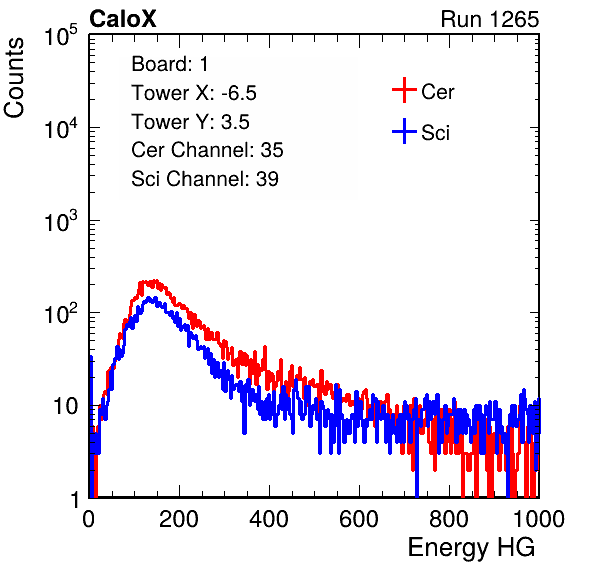 CaloX Run 1265
Counts
10^5
10^4
10^3
10^2
10
1
Board: 1
Tower X: -6.5
Tower Y: 3.5
Cer Channel: 35
Sci Channel: 39
Cer
Sci
0 200 400 600 800 1000
Energy HG